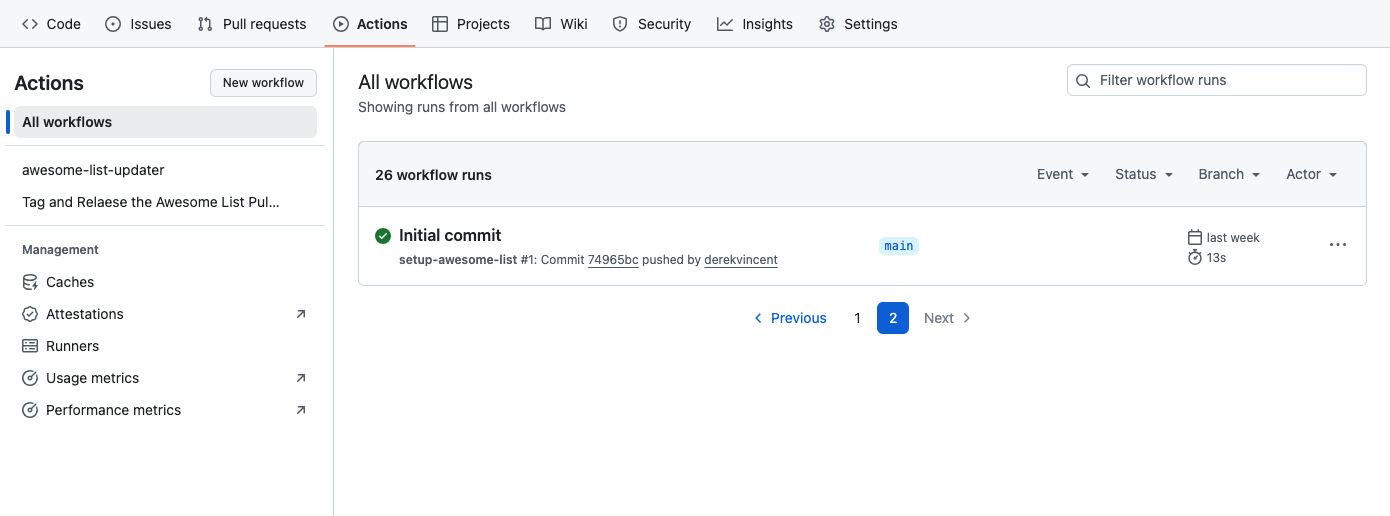 Code Issues Pull requests Actions Projects Wiki Security Insights Settings
Actions New workflow
All workflows
awesome-list-updater
Tag and Relaese the Awesome List Pul...
Management
Caches
Attestations
Runners
Usage metrics
Performance metrics
All workflows
Showing runs from all workflows
Filter workflow runs
26 workflow runs Event Status Branch Actor
Initial commit
setup-awesome-list #1: Commit 74965bc pushed by derekvincent
main
last week
13s
Previous 1 2 Next